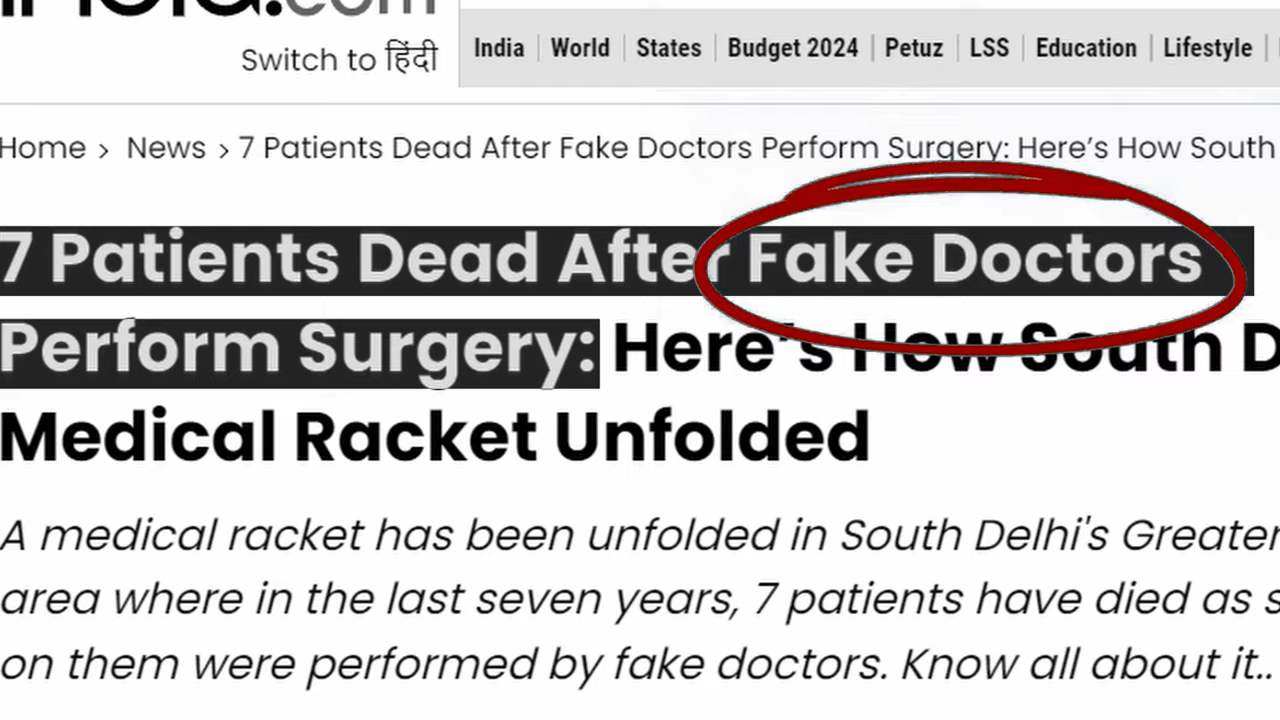 .com
Switch to हिंदी
India World States Budget 2024 Petuz LSS Education Lifestyle
Home > News > 7 Patients Dead After Fake Doctors Perform Surgery: Here’s How South
7 Patients Dead After Fake Doctors
Perform Surgery: Here’s How South D
Medical Racket Unfolded
A medical racket has been unfolded in South Delhi's Greater
area where in the last seven years, 7 patients have died as s
on them were performed by fake doctors. Know all about it..